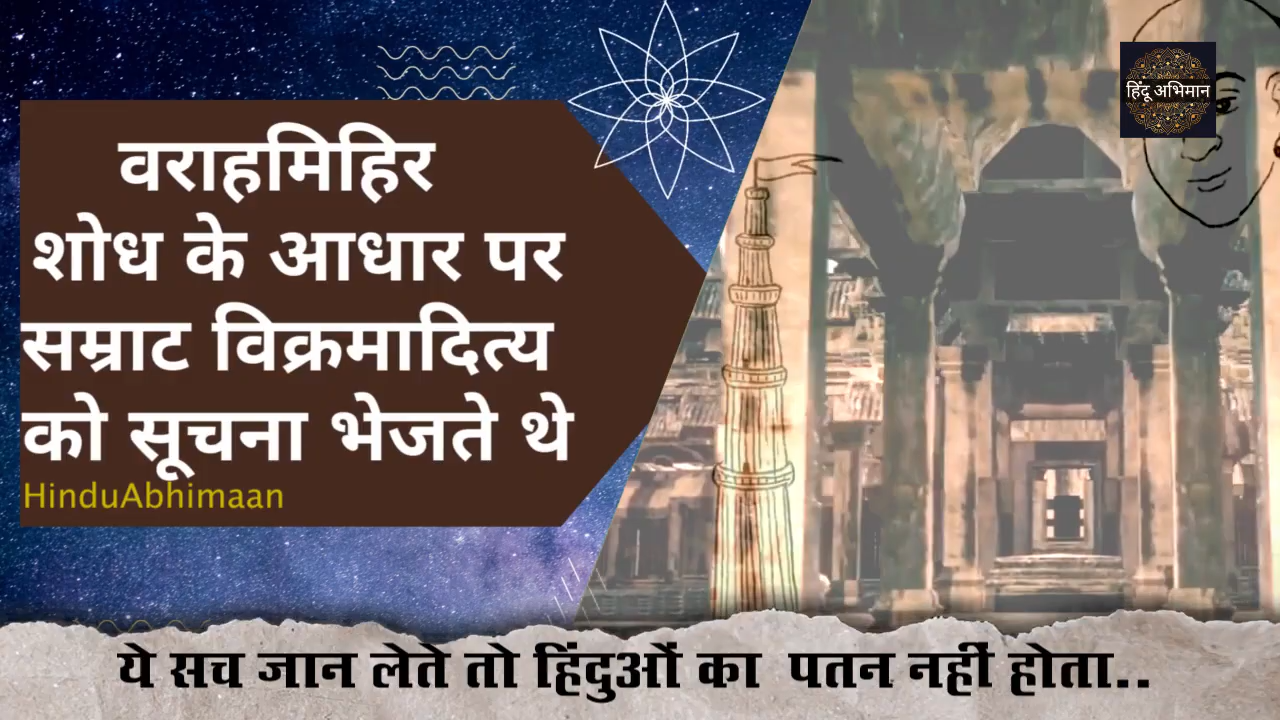 हिंदू अभिमान
वराहमिहिर
शोध के आधार पर
सम्राट विक्रमादित्य
को सूचना भेजते थे
HinduAbhimaan
ये सच जान लेते तो हिंदुओं का पतन नहीं होता..